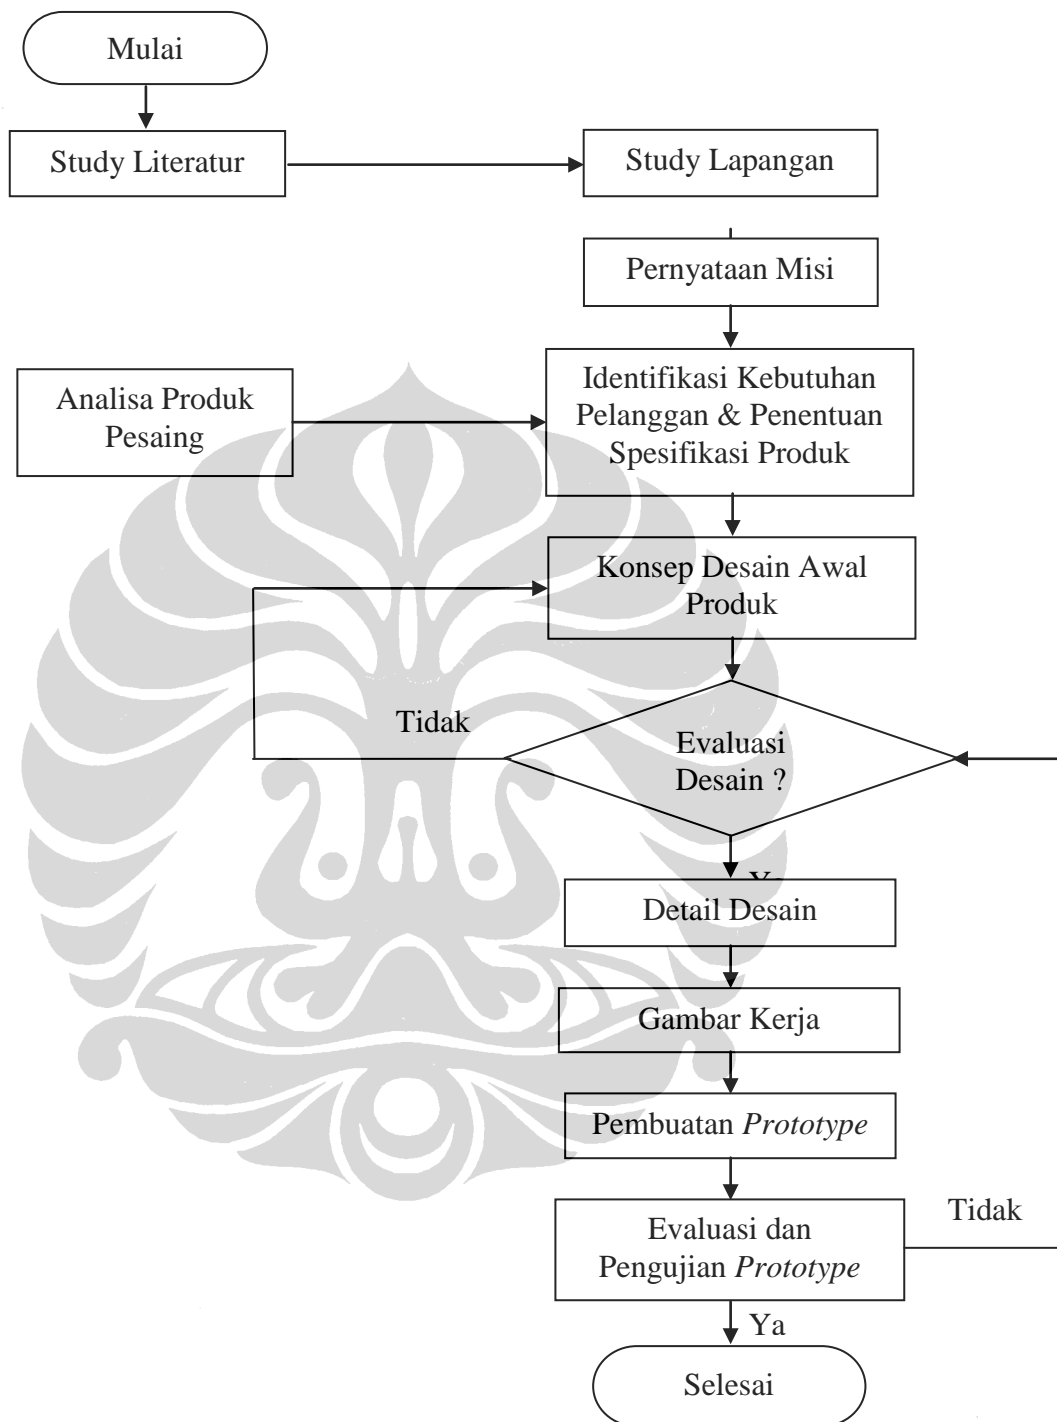 Mulai
Study Literatur
Study Lapangan
Pernyataan Misi
Analisa Produk
Pesaing
Identifikasi Kebutuhan
Pelanggan & Penentuan
Spesifikasi Produk
Konsep Desain Awal
Produk
Tidak
Evaluasi
Desain ?
Detail Desain
Gambar Kerja
Pembuatan Prototype
Evaluasi dan
Pengujian Prototype
Tidak
Ya
Selesai